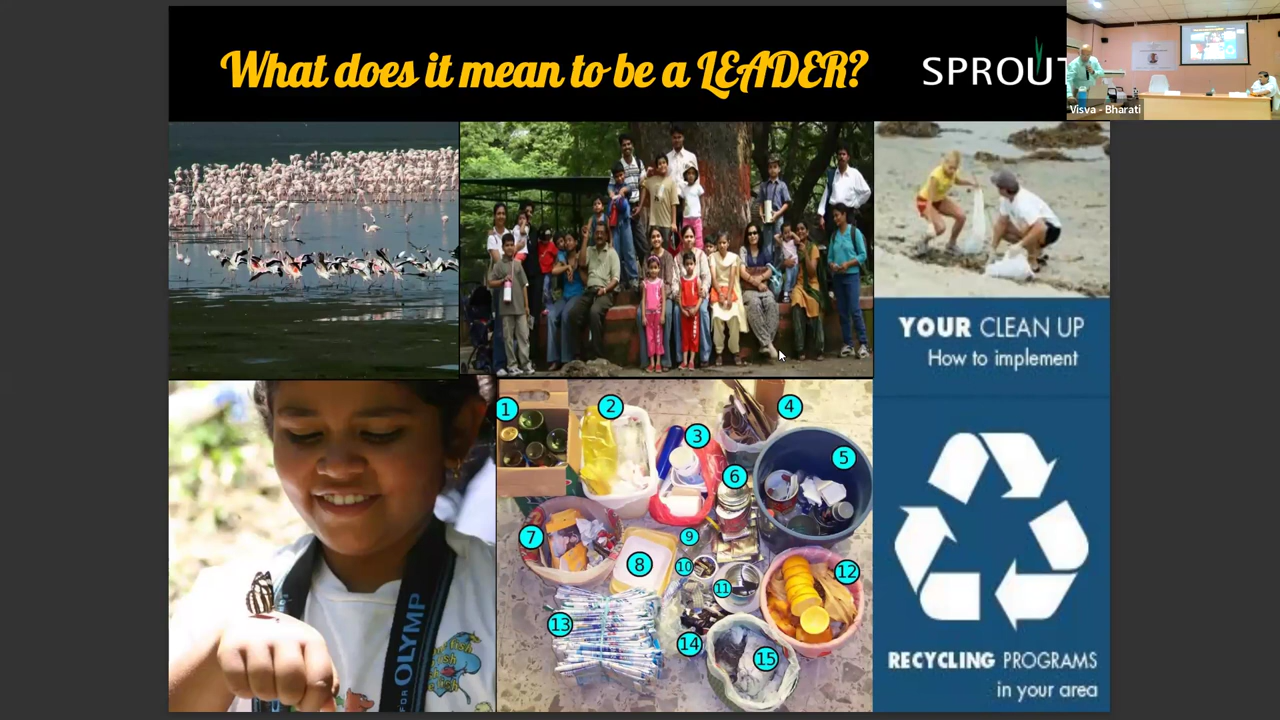 What does it mean to be a LEADER?
SPROUT
Visva - Bharati
YOUR CLEAN UP
How to implement
1
2
3
4
5
6
7
8
9
10
11
12
13
14
15
FOR OLYMP
RECYCLING PROGRAMS
in your area